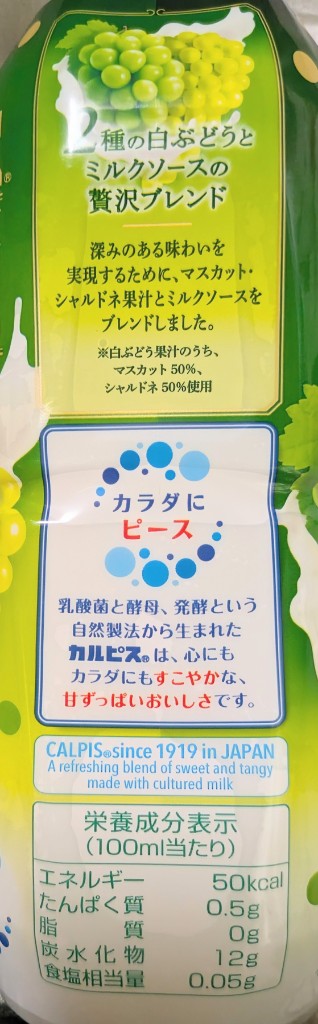 2種の白ぶどうと
ミルクソースの
贅沢ブレンド
深みのある味わいを
実現するために、マスカット・
シャルドネ果汁とミルクソースを
ブレンドしました。
※白ぶどう果汁のうち、
マスカット50%、
シャルドネ50%使用
カラダに
ピース
乳酸菌と酵母、発酵という
自然製法から生まれた
カルピス®は、心にも
カラダにもすこやかな、
甘ずっぱいおいしさです。
CALPIS®since 1919 in JAPAN
A refreshing blend of sweet and tangy
made with cultured milk
栄養成分表示
(100ml当たり)
エネルギー 50kcal
たんぱく質 0.5g
脂質 0g
炭水化物 12g
食塩相当量 0.05g